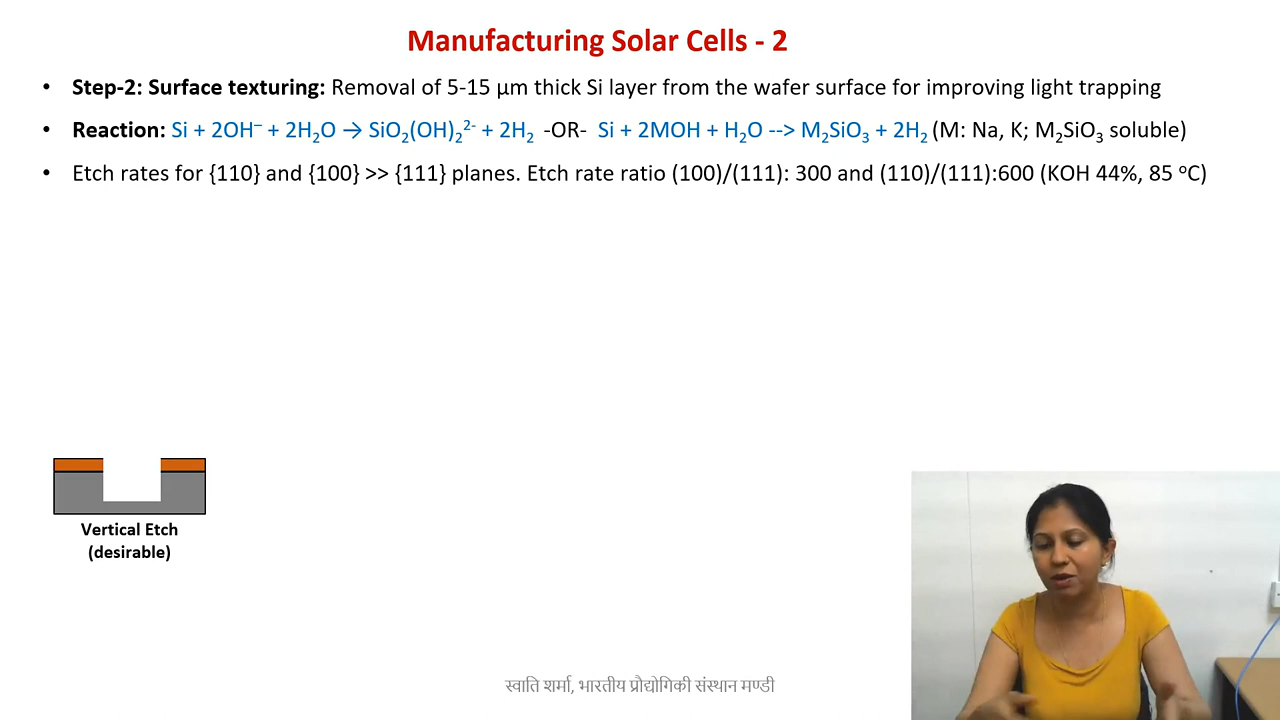 Manufacturing Solar Cells - 2
• Step-2: Surface texturing: Removal of 5-15 µm thick Si layer from the wafer surface for improving light trapping
• Reaction: Si + 2OH⁻ + 2H₂O → SiO₂(OH)₂²⁻ + 2H₂ -OR- Si + 2MOH + H₂O --> M₂SiO₃ + 2H₂ (M: Na, K; M₂SiO₃ soluble)
• Etch rates for {110} and {100} >> {111} planes. Etch rate ratio (100)/(111): 300 and (110)/(111):600 (KOH 44%, 85 ᵒC)
Vertical Etch
(desirable)
स्वाति शर्मा, भारतीय प्रौद्योगिकी संस्थान मण्डी